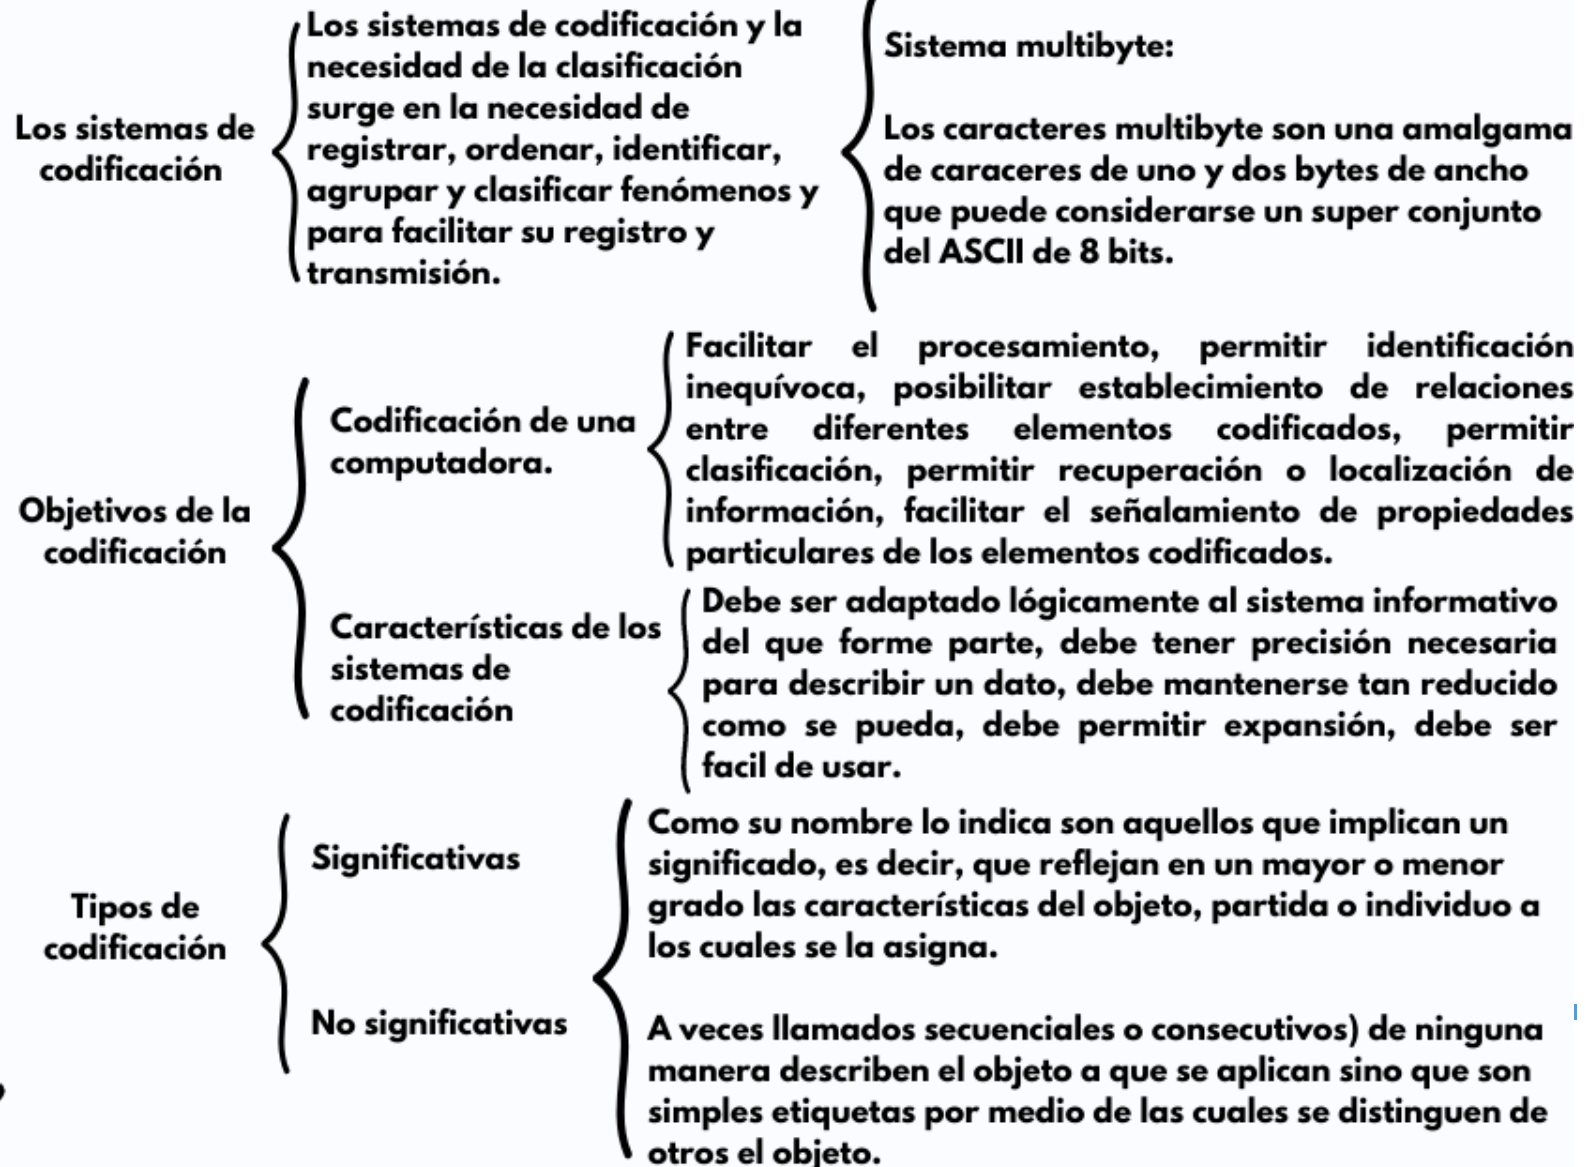 Los sistemas de
codificación
Los sistemas de codificación y la
necesidad de la clasificación
surge en la necesidad de
registrar, ordenar, identificar,
agrupar y clasificar fenómenos y
para facilitar su registro y
transmisión.
Sistema multibyte:
Los caracteres multibyte son una amalgama
de caraceres de uno y dos bytes de ancho
que puede considerarse un super conjunto
del ASCII de 8 bits.
Objetivos de la
codificación
Codificación de una
computadora.
Facilitar el procesamiento, permitir identificación
inequívoca, posibilitar establecimiento de relaciones
entre diferentes elementos codificados, permitir
clasificación, permitir recuperación o localización de
información, facilitar el señalamiento de propiedades
particulares de los elementos codificados.
Características de los
sistemas de
codificación
Debe ser adaptado lógicamente al sistema informativo
del que forme parte, debe tener precisión necesaria
para describir un dato, debe mantenerse tan reducido
como se pueda, debe permitir expansión, debe ser
facil de usar.
Tipos de
codificación
Significativas
Como su nombre lo indica son aquellos que implican un
significado, es decir, que reflejan en un mayor o menor
grado las características del objeto, partida o individuo a
los cuales se la asigna.
No significativas
A veces llamados secuenciales o consecutivos) de ninguna
manera describen el objeto a que se aplican sino que son
simples etiquetas por medio de las cuales se distinguen de
otros el objeto.